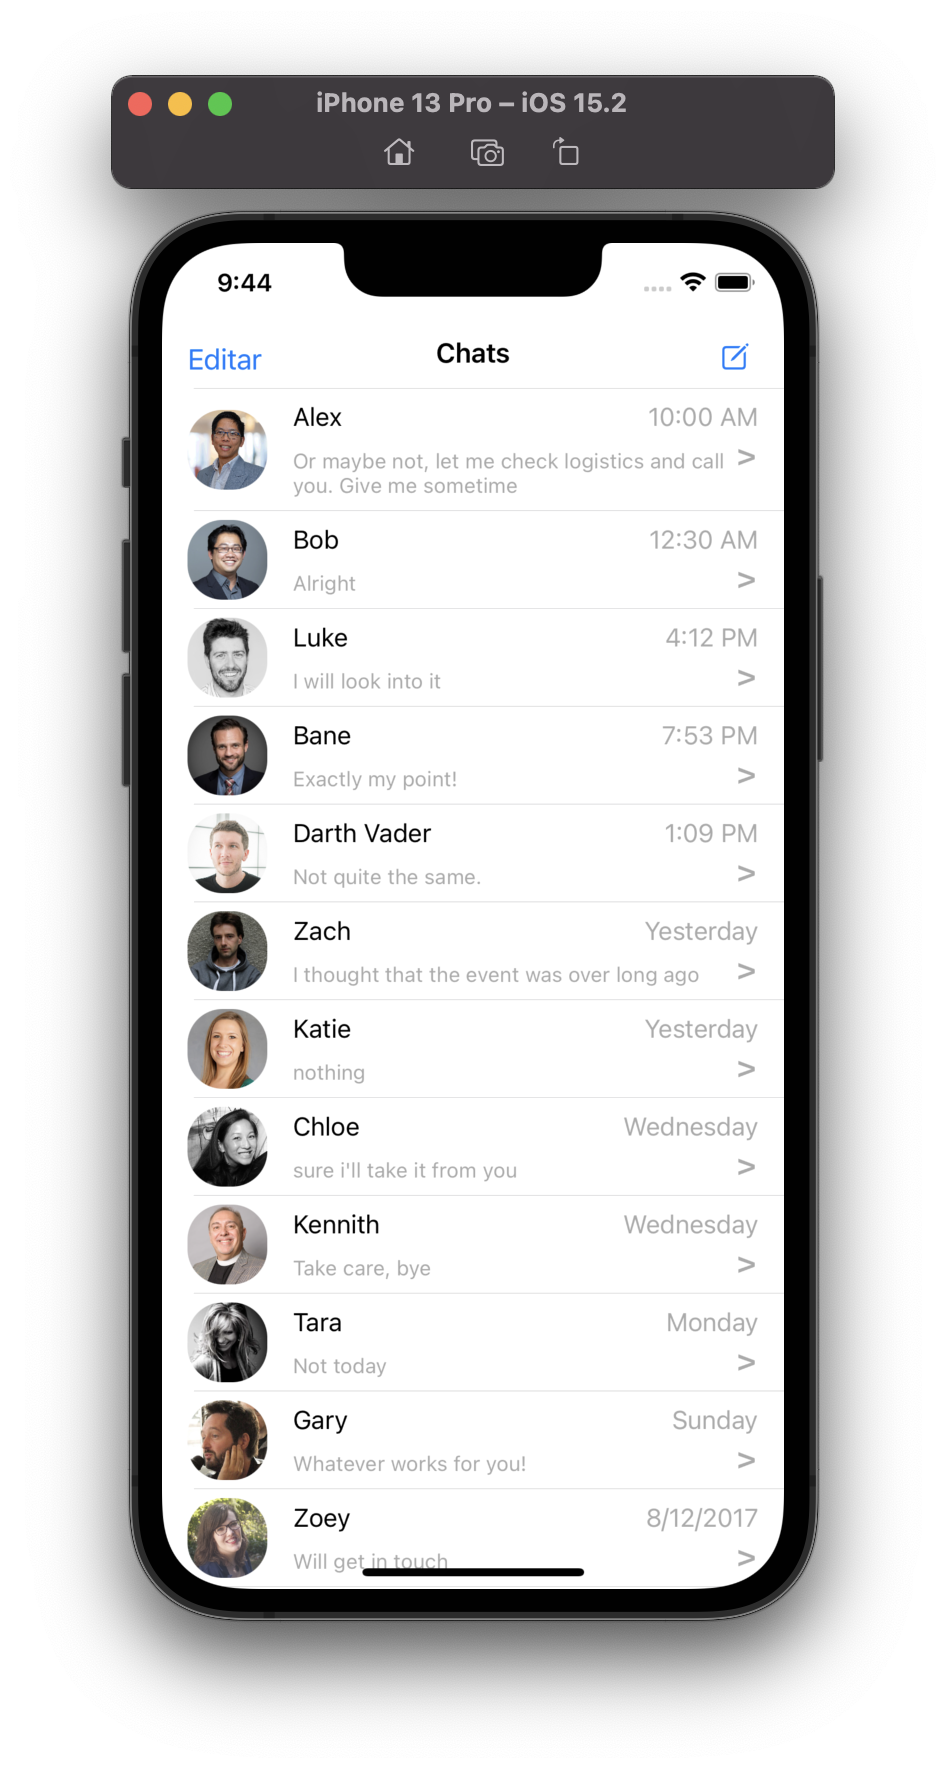 iPhone 13 Pro – iOS 15.2
9:44
Editar
Chats
Alex
10:00 AM
Or maybe not, let me check logistics and call
you. Give me sometime
>
Bob
12:30 AM
Alright
>
Luke
4:12 PM
I will look into it
>
Bane
7:53 PM
Exactly my point!
>
Darth Vader
1:09 PM
Not quite the same.
>
Zach
Yesterday
I thought that the event was over long ago
>
Katie
Yesterday
nothing
>
Chloe
Wednesday
sure i'll take it from you
>
Kennith
Wednesday
Take care, bye
>
Tara
Monday
Not today
>
Gary
Sunday
Whatever works for you!
>
Zoey
8/12/2017
Will get in touch
>